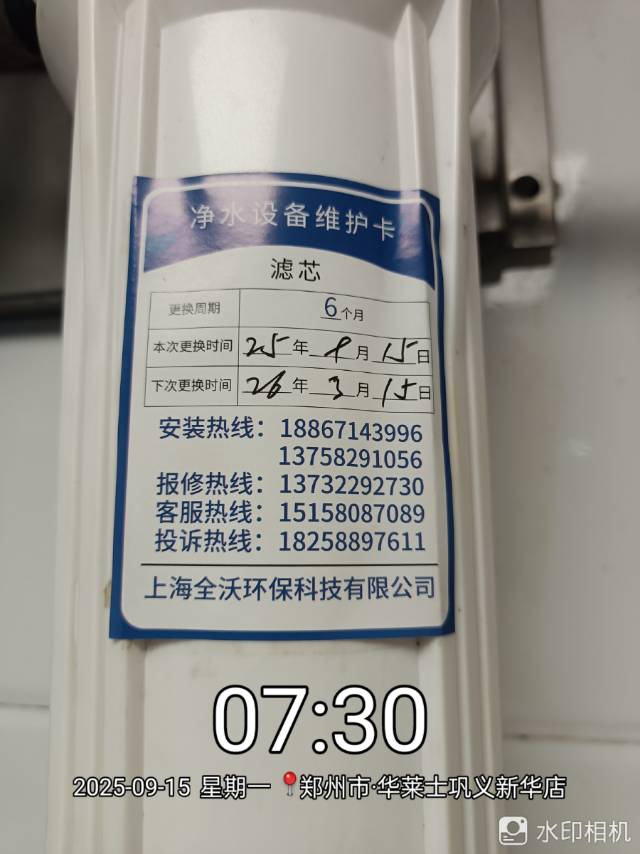 净水设备维护卡
滤芯
更换周期 6个月
本次更换时间 25年 9月 15日
下次更换时间 26年 3月 15日
安装热线：18867143996
13758291056
报修热线：13732292730
客服热线：15158087089
投诉热线：18258897611
上海全沃环保科技有限公司
07:30
2025-09-15 星期一 郑州市·华莱士巩义新华店
水印相机